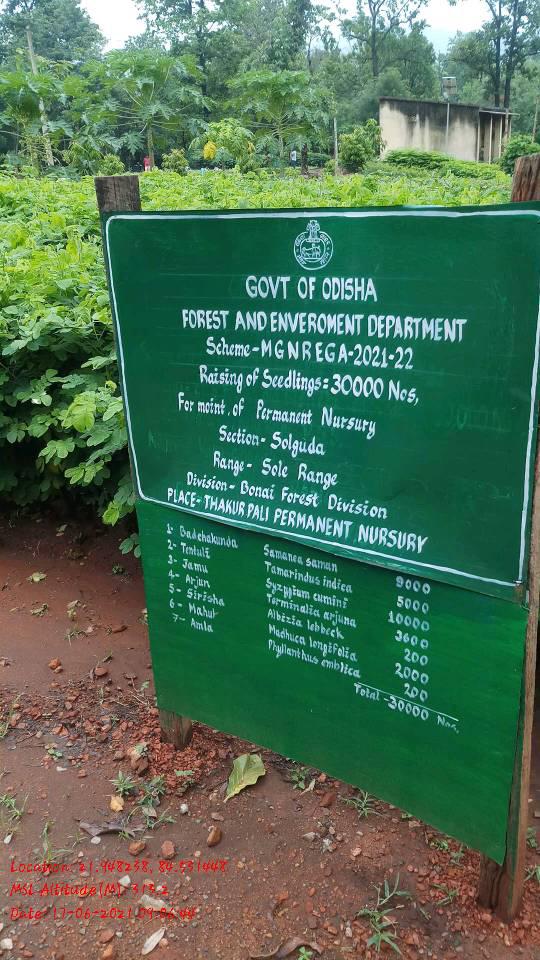 GOVT OF ODISHA
FOREST AND ENVEROMENT DEPARTMENT
Scheme-MGNREGA-2021-22
Raising of Seedlings=30000 Nos,
For maint. of Permanent Nursury
Section- Solguda
Range- Sole Range
Division- Bonai Forest Division
PLACE- THAKUR PALI PERMANENT NURSURY
1- Badchakunda Samanea saman 9000
2- Tentuli Tamarindus indica 5000
3- Jamu Syzygium cumini 10000
4- Arjun Terminalia arjuna 3600
5- Sirisha Albezia lebbeck 200
6- Mahul Madhuca longifolia 2000
7- Amla Phyllanthus emblica 200
Total-30000 Nos,
Location: 21.948238, 84.551448
MSL Altitude(M): 313.2
Date: 17-06-2021 09:06:44